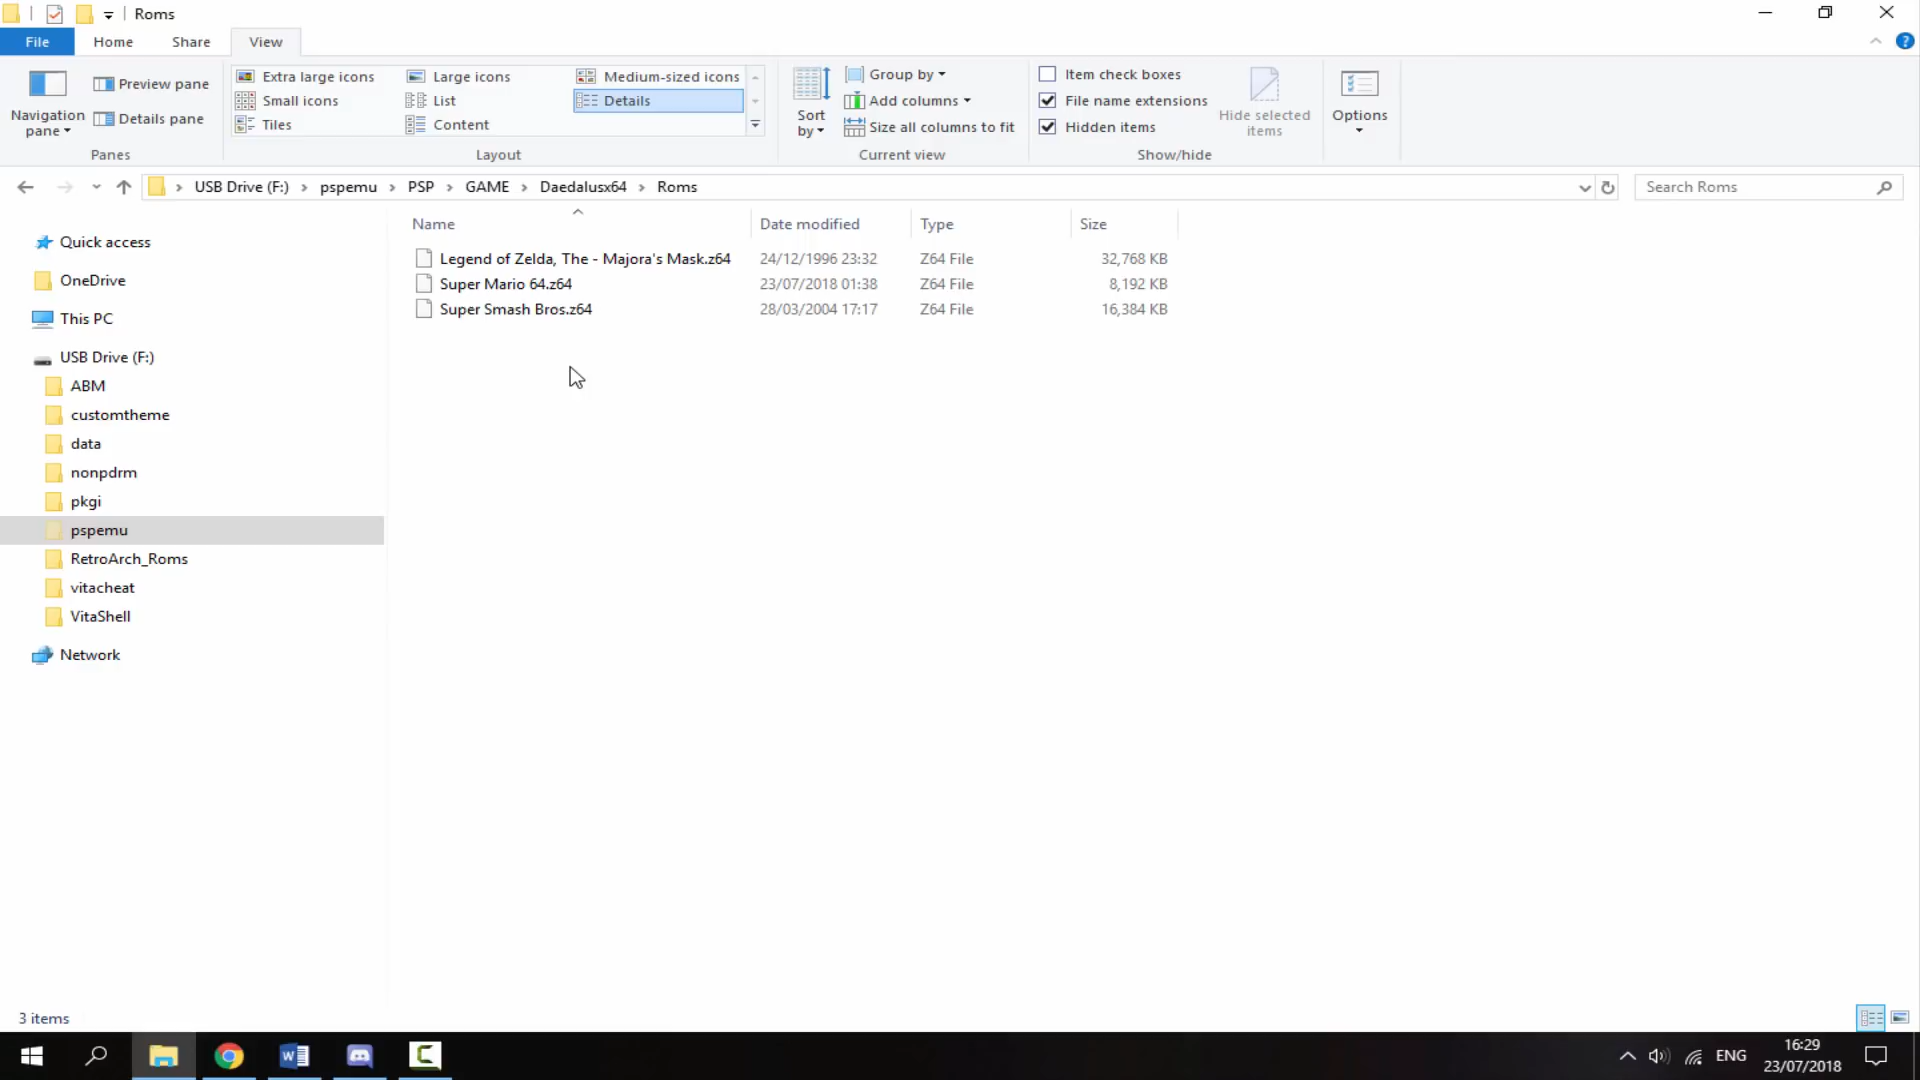 Roms
File Home Share View
Navigation pane
Preview pane
Details pane
Panes
Extra large icons Large icons Medium-sized icons
Small icons List Details
Tiles Content
Layout
Sort by
Group by
Add columns
Size all columns to fit
Current view
Item check boxes
File name extensions
Hidden items
Hide selected items
Show/hide
Options
USB Drive (F:) pspemu PSP GAME Daedalusx64 Roms
Search Roms
Name Date modified Type Size
Legend of Zelda, The - Majora's Mask.z64 24/12/1996 23:32 Z64 File 32,768 KB
Super Mario 64.z64 23/07/2018 01:38 Z64 File 8,192 KB
Super Smash Bros.z64 28/03/2004 17:17 Z64 File 16,384 KB
Quick access
OneDrive
This PC
USB Drive (F:)
ABM
customtheme
data
nonpdrm
pkgi
pspemu
RetroArch_Roms
vitacheat
VitaShell
Network
3 items
ENG
16:29
23/07/2018